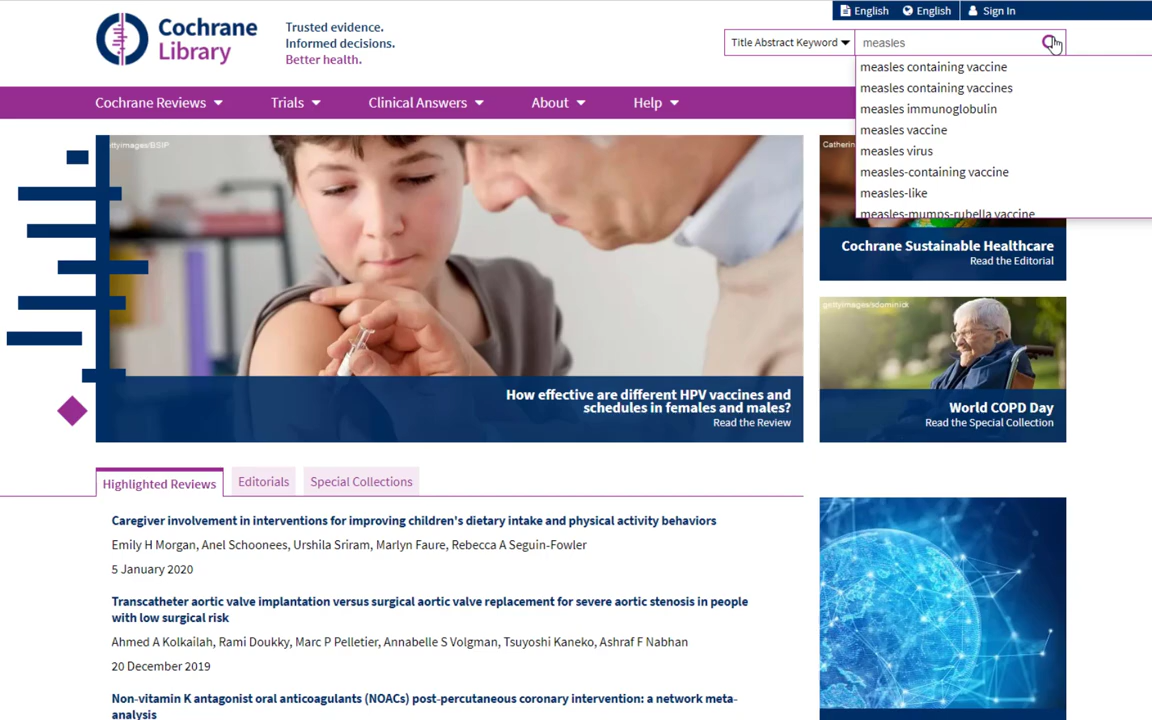 English
English
Sign In
Cochrane
Library
Trusted evidence.
Informed decisions.
Better health.
Title Abstract Keyword
measles
measles containing vaccine
measles containing vaccines
measles immunoglobulin
measles vaccine
measles virus
measles-containing vaccine
measles-like
measles-mumps-rubella vaccine
Cochrane Reviews
Trials
Clinical Answers
About
Help
ttyimages/BSIP
How effective are different HPV vaccines and
schedules in females and males?
Read the Review
Catherin
Cochrane Sustainable Healthcare
Read the Editorial
gettyimages/sdominick
World COPD Day
Read the Special Collection
Highlighted Reviews
Editorials
Special Collections
Caregiver involvement in interventions for improving children's dietary intake and physical activity behaviors
Emily H Morgan, Anel Schoonees, Urshila Sriram, Marlyn Faure, Rebecca A Seguin-Fowler
5 January 2020
Transcatheter aortic valve implantation versus surgical aortic valve replacement for severe aortic stenosis in people
with low surgical risk
Ahmed A Kolkailah, Rami Doukky, Marc P Pelletier, Annabelle S Volgman, Tsuyoshi Kaneko, Ashraf F Nabhan
20 December 2019
Non-vitamin K antagonist oral anticoagulants (NOACs) post-percutaneous coronary intervention: a network meta-
analysis